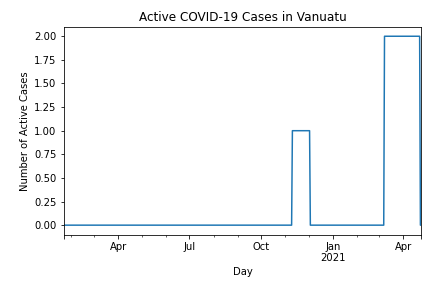 Active COVID-19 Cases in Vanuatu
Number of Active Cases
2.00
1.75
1.50
1.25
1.00
0.75
0.50
0.25
0.00
Apr Jul Oct Jan Apr
2021
Day